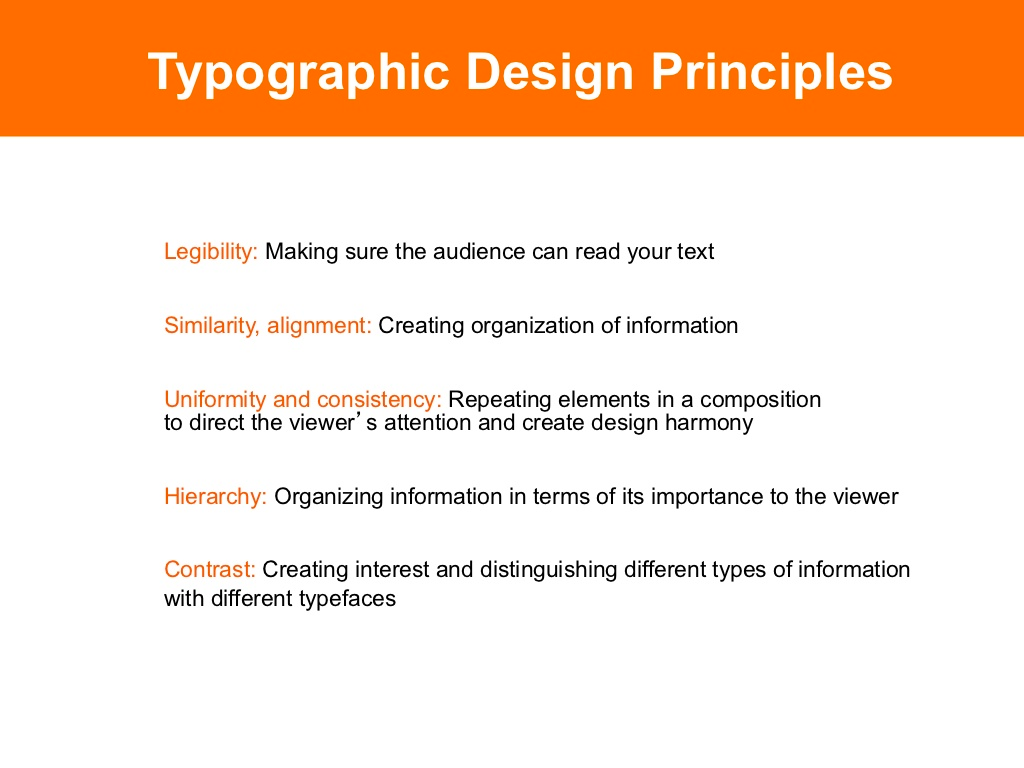 Typographic Design Principles
Legibility: Making sure the audience can read your text
Similarity, alignment: Creating organization of information
Uniformity and consistency: Repeating elements in a composition
to direct the viewer’s attention and create design harmony
Hierarchy: Organizing information in terms of its importance to the viewer
Contrast: Creating interest and distinguishing different types of information
with different typefaces